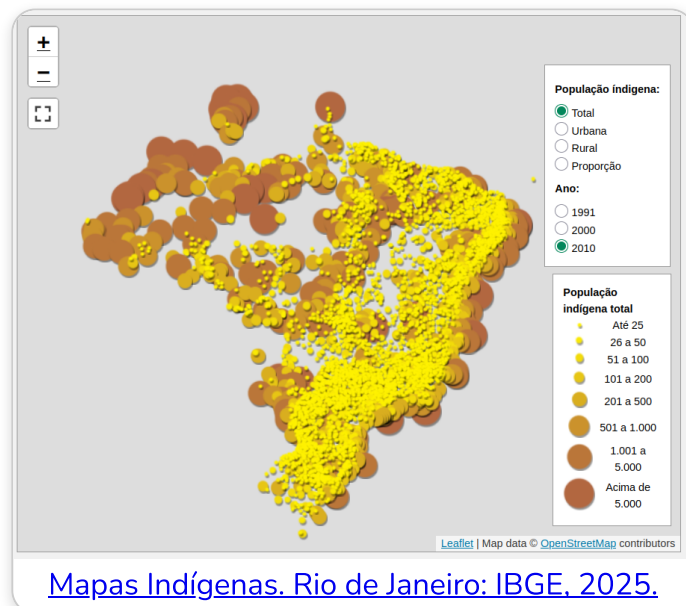 +
−
População índigena:
Total
Urbana
Rural
Proporção
Ano:
1991
2000
2010
População
indígena total
Até 25
26 a 50
51 a 100
101 a 200
201 a 500
501 a 1.000
1.001 a
5.000
Acima de
5.000
Leaflet | Map data © OpenStreetMap contributors
Mapas Indígenas. Rio de Janeiro: IBGE, 2025.